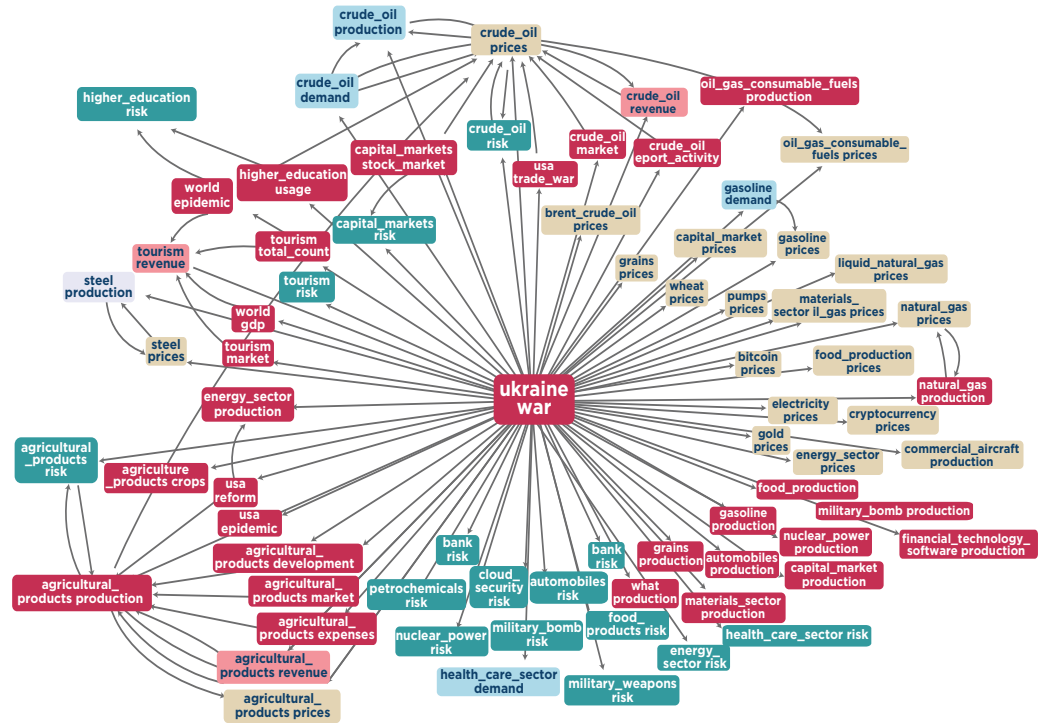 crude_oil
production
crude_oil
prices
crude_oil
demand
higher_education
risk
crude_oil
revenue
oil_gas_consumable_fuels
production
crude_oil
risk
crude_oil
market
crude_oil
eport_activity
oil_gas_consumable_
fuels prices
capital_markets
stock_market
higher_education
usage
usa
trade_war
world
epidemic
gasoline
demand
capital_markets
risk
brent_crude_oil
prices
tourism
total_count
tourism
revenue
capital_market
prices
gasoline
prices
steel
production
tourism
risk
grains
prices
liquid_natural_gas
prices
wheat
prices
pumps
prices
materials_
sector il_gas prices
natural_gas
prices
world
gdp
steel
prices
tourism
market
bitcoin
prices
food_production
prices
natural_gas
production
ukraine
war
energy_sector
production
electricity
prices
cryptocurrency
prices
gold
prices
energy_sector
prices
commercial_aircraft
production
agricultural
_products
risk
agriculture
_products crops
usa
reform
food_production
military_bomb production
usa
epidemic
gasoline
production
nuclear_power
production
financial_technology_
software production
agricultural_
products development
bank
risk
bank
risk
grains
production
automobiles
production
capital_market
production
agricultural_
products production
agricultural_
products market
petrochemicals
risk
cloud_
security
risk
automobiles
risk
what
production
materials_sector
production
agricultural_
products expenses
nuclear_power
risk
military_bomb
risk
food_
products risk
health_care_sector risk
energy_
sector risk
agricultural_
products revenue
health_care_sector
demand
military_weapons
risk
agricultural_
products prices